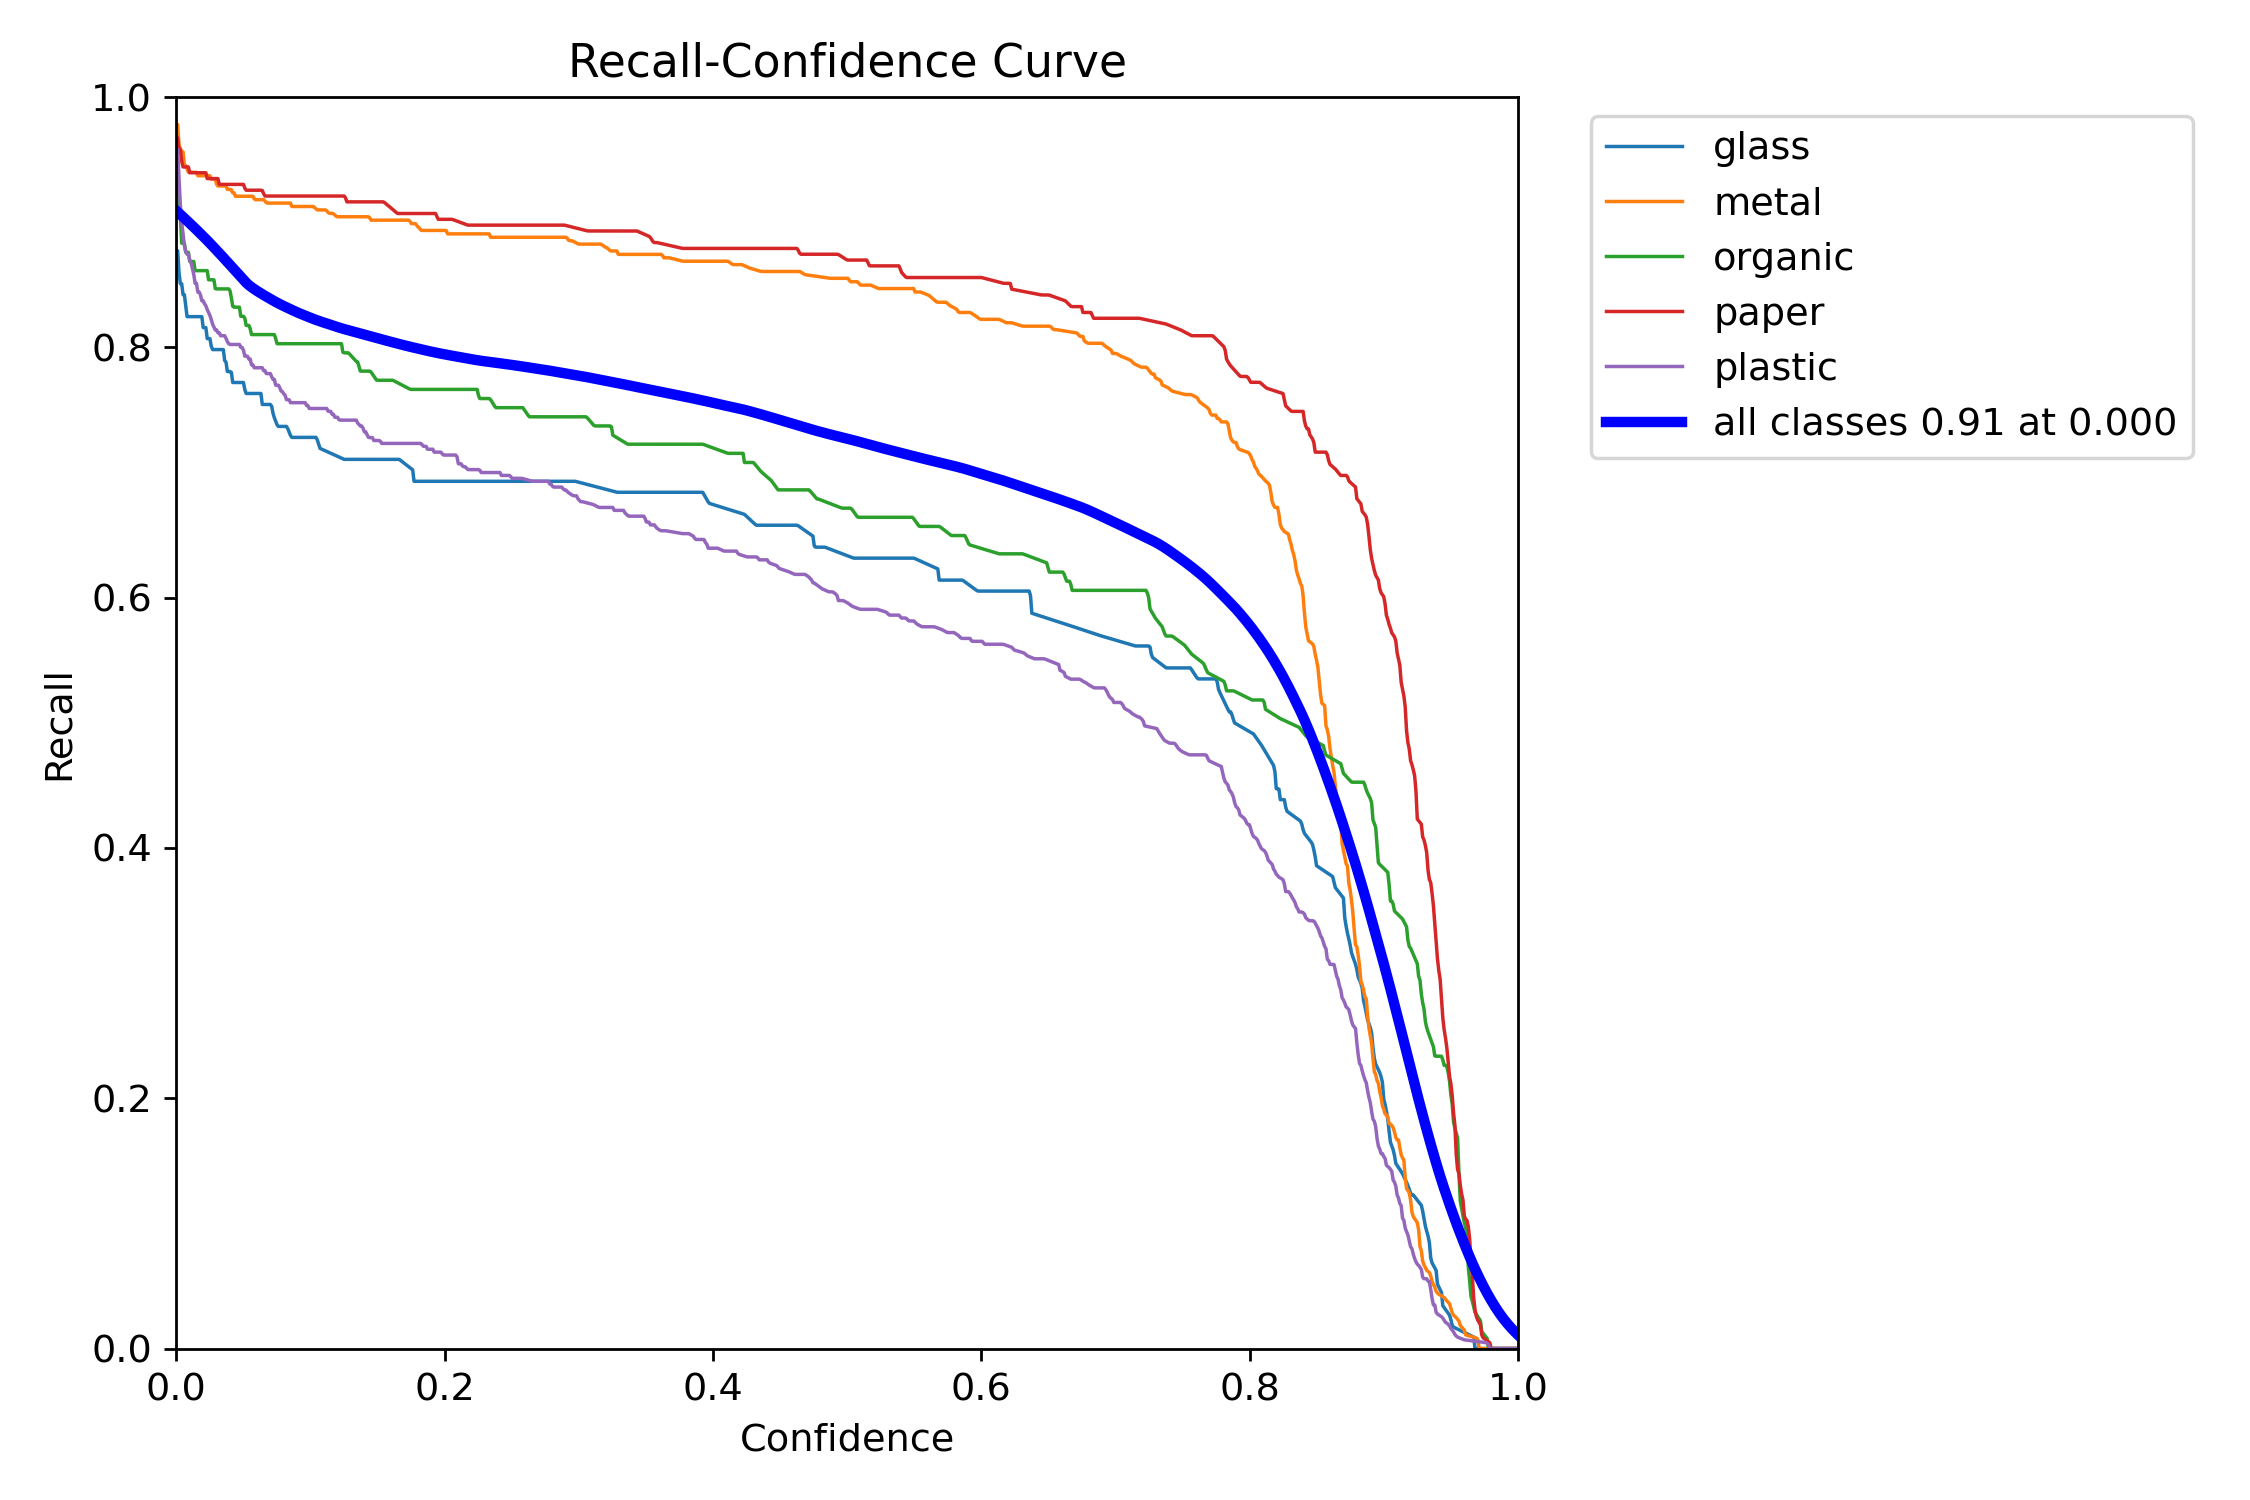 Recall-Confidence Curve
1.0
0.8
0.6
0.4
0.2
0.0
Recall
0.0 0.2 0.4 0.6 0.8 1.0
Confidence
glass
metal
organic
paper
plastic
all classes 0.91 at 0.000